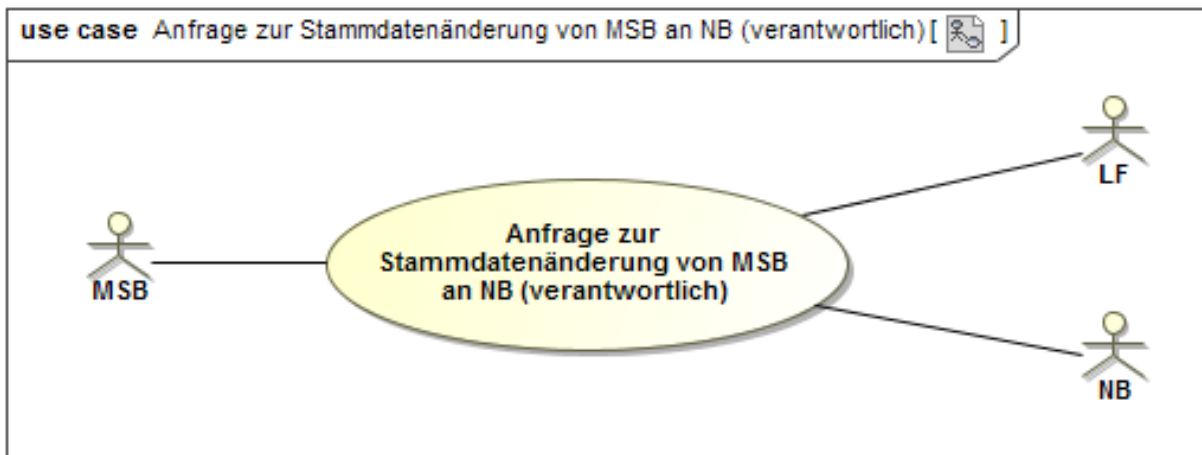 use case Anfrage zur Stammdatenänderung von MSB an NB (verantwortlich) [ ]
LF
Anfrage zur
Stammdatenänderung von MSB
an NB (verantwortlich)
MSB
NB